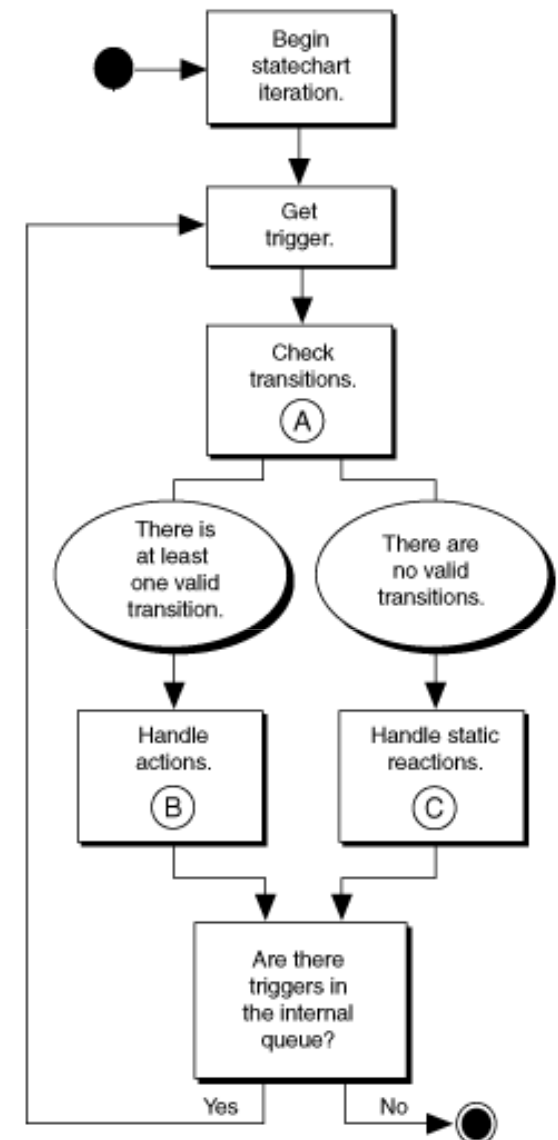 Begin
statechart
iteration.
Get
trigger.
Check
transitions.
A
There is
at least
one valid
transition.
There are
no valid
transitions.
Handle
actions.
B
Handle static
reactions.
C
Are there
triggers in
the internal
queue?
Yes
No